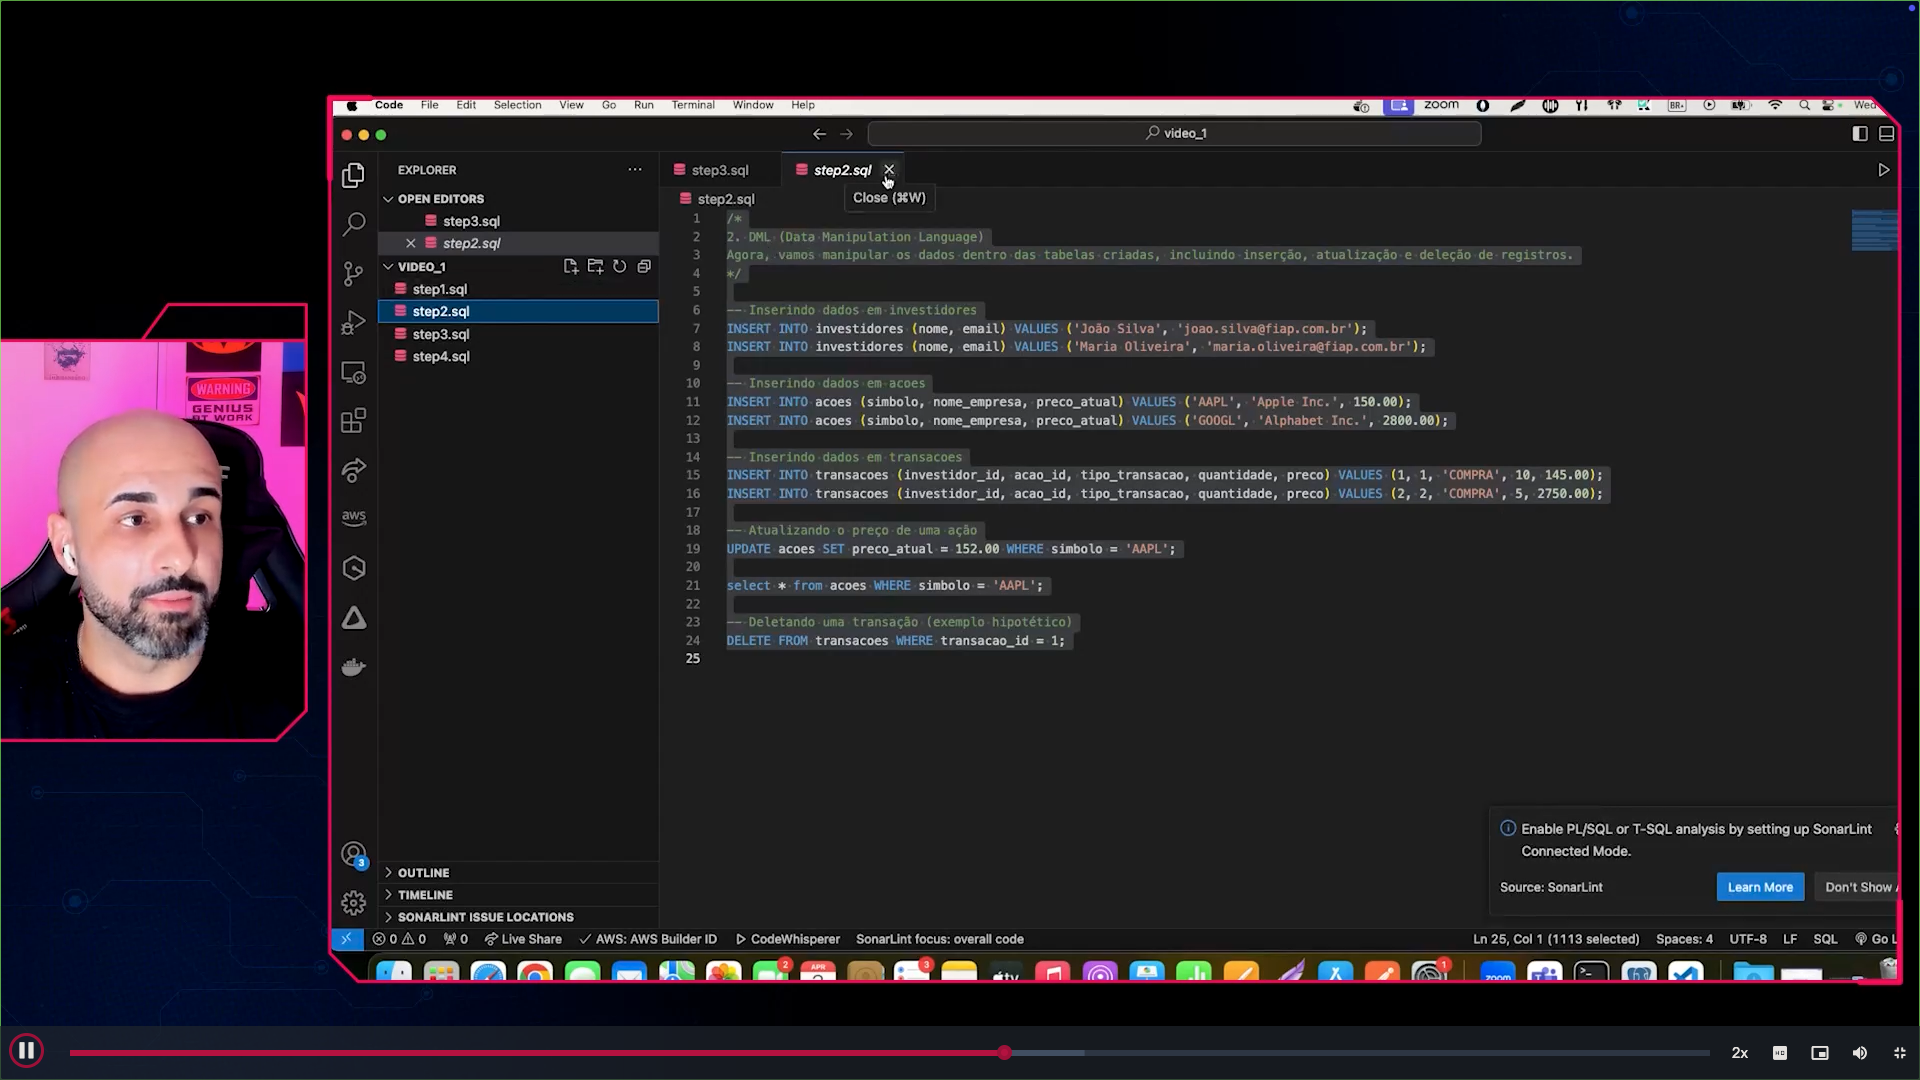 Code File Edit Selection View Go Run Terminal Window Help zoom BR Wed
video_1
EXPLORER
OPEN EDITORS
step3.sql
step2.sql
VIDEO_1
step1.sql
step2.sql
step3.sql
step4.sql
OUTLINE
TIMELINE
SONARLINT ISSUE LOCATIONS
step3.sql step2.sql
Close (⌘W)
step2.sql
1 /*
2 2. DML (Data Manipulation Language)
3 Agora, vamos manipular os dados dentro das tabelas criadas, incluindo inserção, atualização e deleção de registros.
4 */
5
6 -- Inserindo dados em investidores
7 INSERT INTO investidores (nome, email) VALUES ('João Silva', 'joao.silva@fiap.com.br');
8 INSERT INTO investidores (nome, email) VALUES ('Maria Oliveira', 'maria.oliveira@fiap.com.br');
9
10 -- Inserindo dados em acoes
11 INSERT INTO acoes (simbolo, nome_empresa, preco_atual) VALUES ('AAPL', 'Apple Inc.', 150.00);
12 INSERT INTO acoes (simbolo, nome_empresa, preco_atual) VALUES ('GOOGL', 'Alphabet Inc.', 2800.00);
13
14 -- Inserindo dados em transacoes
15 INSERT INTO transacoes (investidor_id, acao_id, tipo_transacao, quantidade, preco) VALUES (1, 1, 'COMPRA', 10, 145.00);
16 INSERT INTO transacoes (investidor_id, acao_id, tipo_transacao, quantidade, preco) VALUES (2, 2, 'COMPRA', 5, 2750.00);
17
18 -- Atualizando o preço de uma ação
19 UPDATE acoes SET preco_atual = 152.00 WHERE simbolo = 'AAPL';
20
21 select * from acoes WHERE simbolo = 'AAPL';
22
23 -- Deletando uma transação (exemplo hipotético)
24 DELETE FROM transacoes WHERE transacao_id = 1;
25
WARNING
GENIUS
AT WORK
aws
3
Enable PL/SQL or T-SQL analysis by setting up SonarLint
Connected Mode.
Source: SonarLint Learn More Don't Show
0 0 0 Live Share AWS: AWS Builder ID CodeWhisperer SonarLint focus: overall code Ln 25, Col 1 (1113 selected) Spaces: 4 UTF-8 LF SQL Go
2 APR 3 tv 1 zoom
2x HD